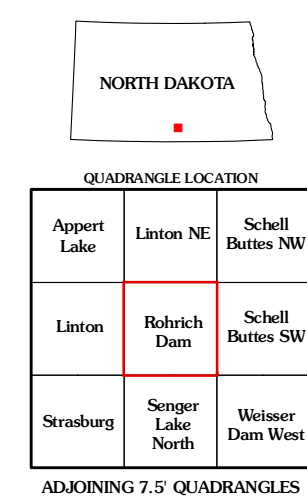 NORTH DAKOTA
QUADRANGLE LOCATION
Appert
Lake
Linton NE
Schell
Buttes NW
Linton
Rohrich
Dam
Schell
Buttes SW
Strasburg
Senger
Lake
North
Weisser
Dam West
ADJOINING 7.5' QUADRANGLES